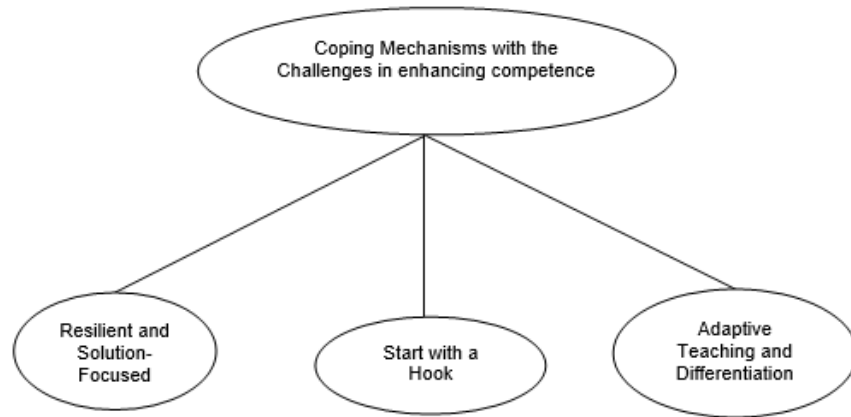 Coping Mechanisms with the
Challenges in enhancing competence
Resilient and
Solution-
Focused
Start with a
Hook
Adaptive
Teaching and
Differentiation